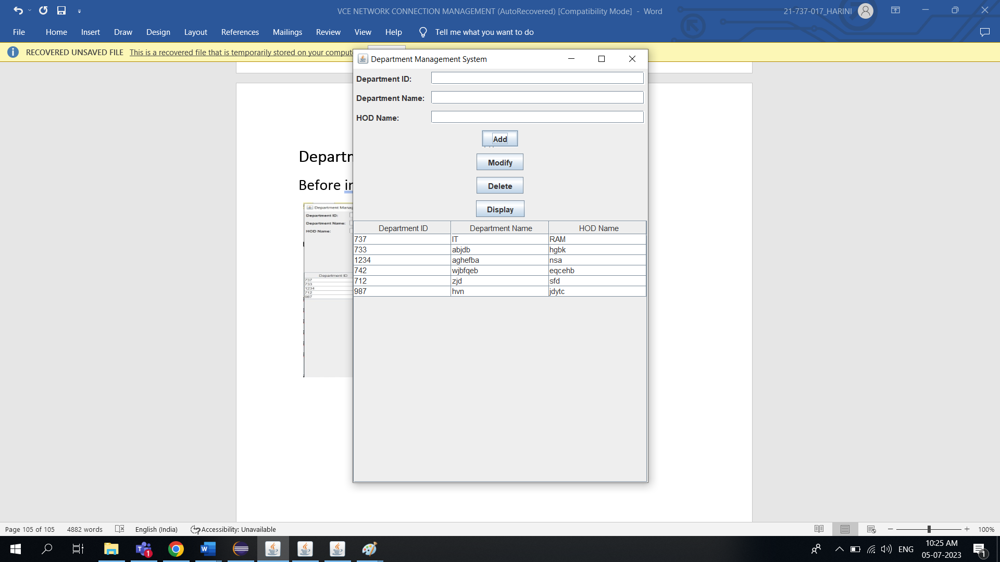 VCE NETWORK CONNECTION MANAGEMENT (AutoRecovered) [Compatibility Mode] - Word
21-737-017_HARINI
File Home Insert Draw Design Layout References Mailings Review View Help Tell me what you want to do
RECOVERED UNSAVED FILE This is a recovered file that is temporarily stored on your
Department Management System
Department ID:
Department Name:
HOD Name:
Add
Modify
Delete
Display
Department ID Department Name HOD Name
737 IT RAM
733 abjdb hgbk
1234 aghefba nsa
742 wjbfqeb eqcehb
712 zjd sfd
987 hvn jdytc
Before
Department ID:
Department Name:
HOD Name:
Department ID
737
733
1234
712
987
Page 105 of 105 4882 words English (India) Accessibility: Unavailable 100%
1
ENG
10:25 AM
05-07-2023
1